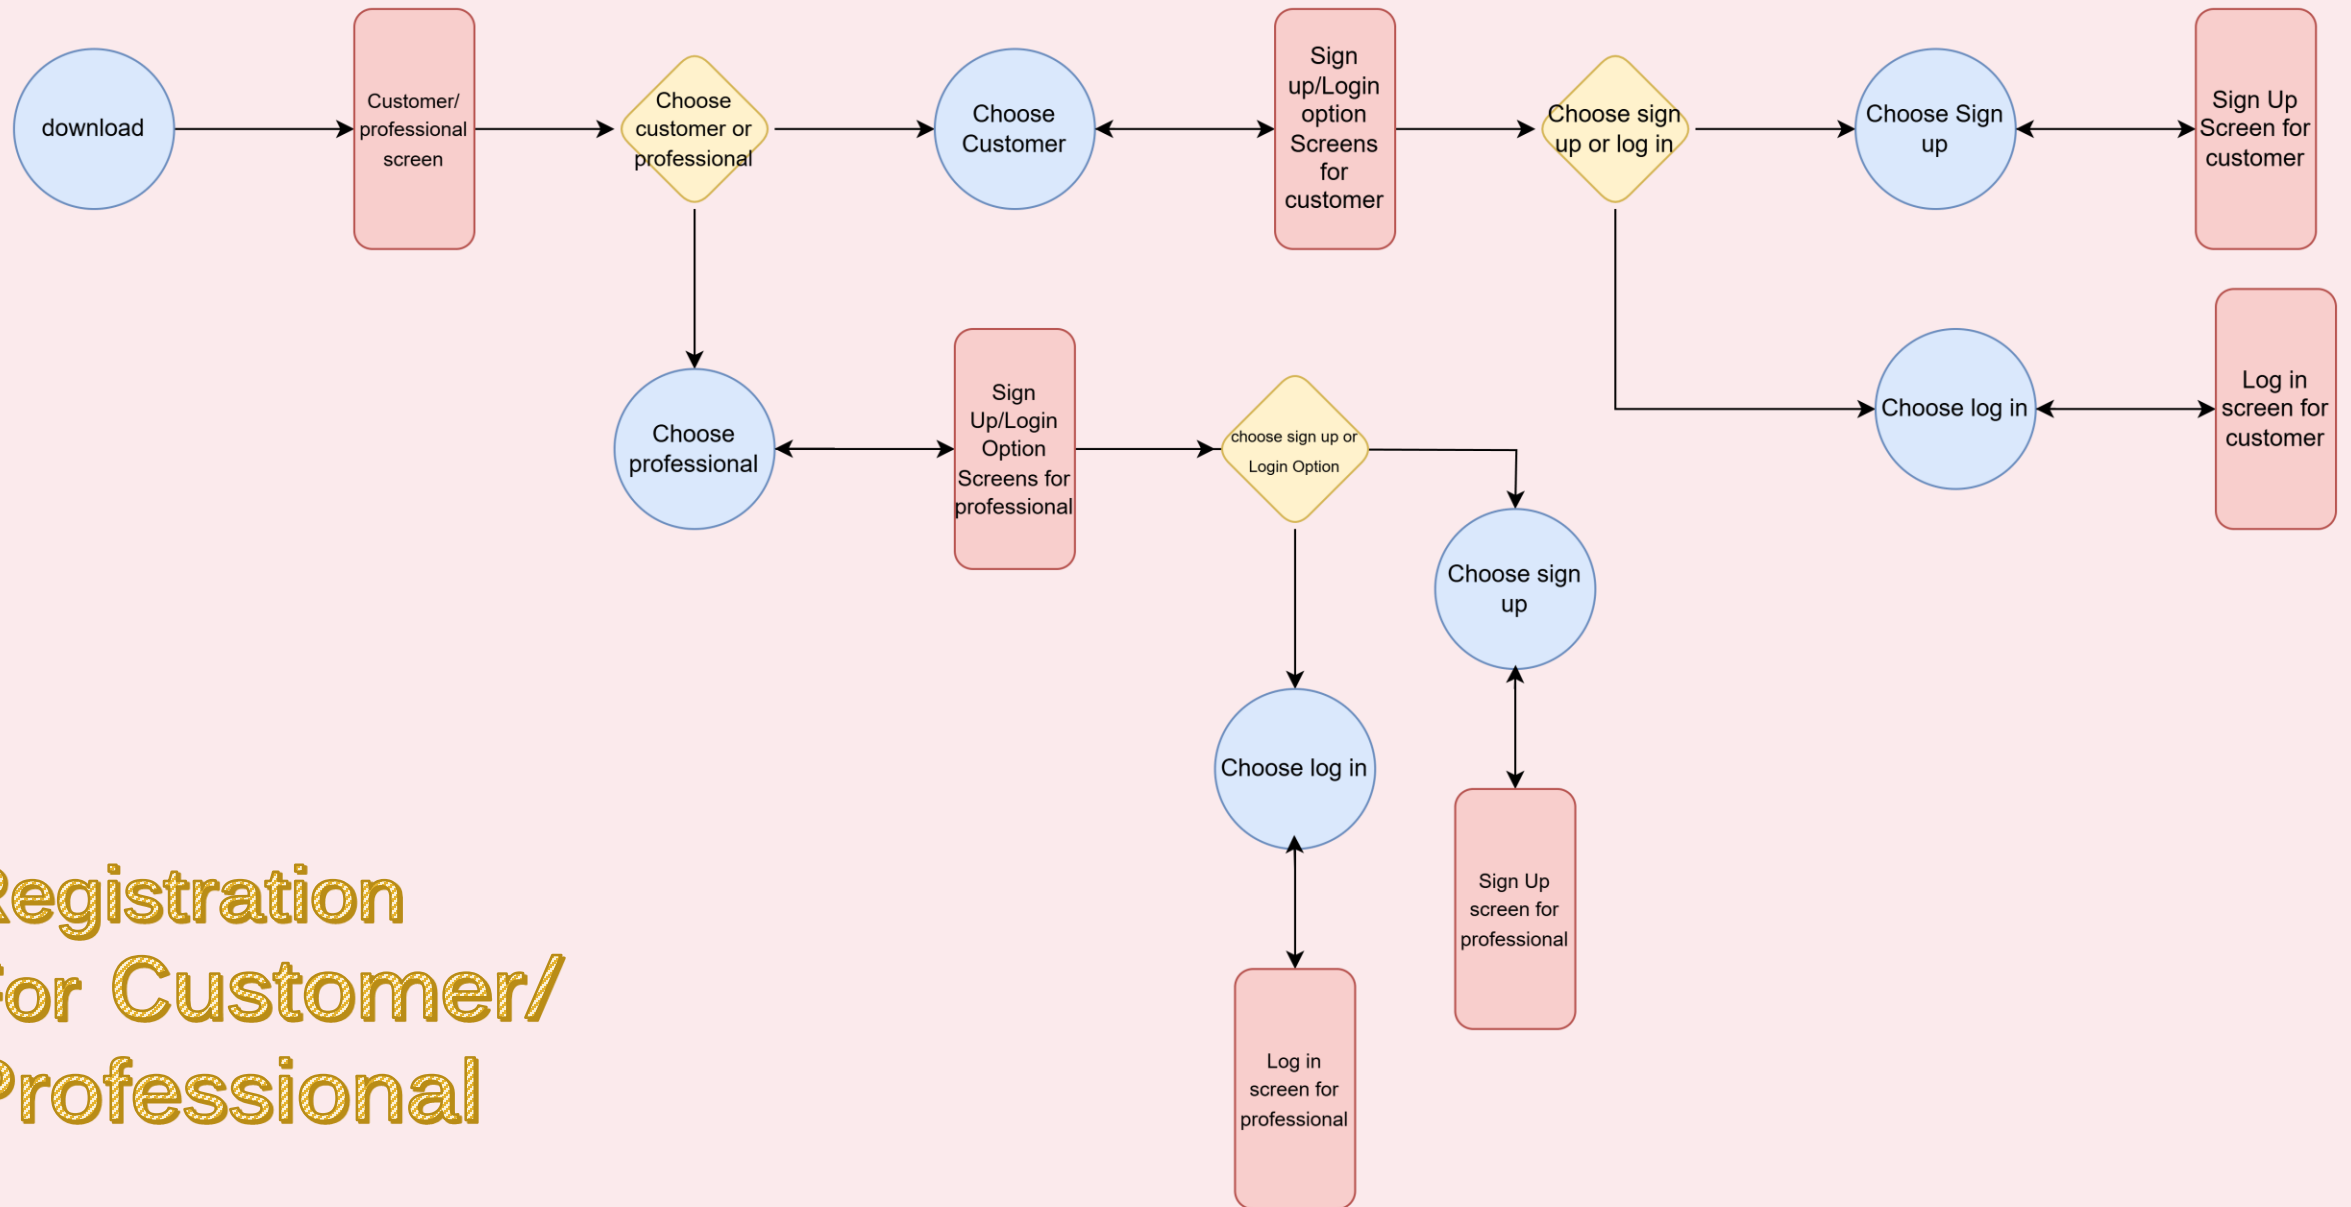 download
Customer/
professional
screen
Choose
customer or
professional
Choose
Customer
Sign
up/Login
option
Screens
for
customer
Choose sign
up or log in
Choose Sign
up
Sign Up
Screen for
customer
Choose log in
Log in
screen for
customer
Choose
professional
Sign
Up/Login
Option
Screens for
professional
choose sign up or
Login Option
Choose sign
up
Choose log in
Sign Up
screen for
professional
Log in
screen for
professional
Registration
For Customer/
Professional